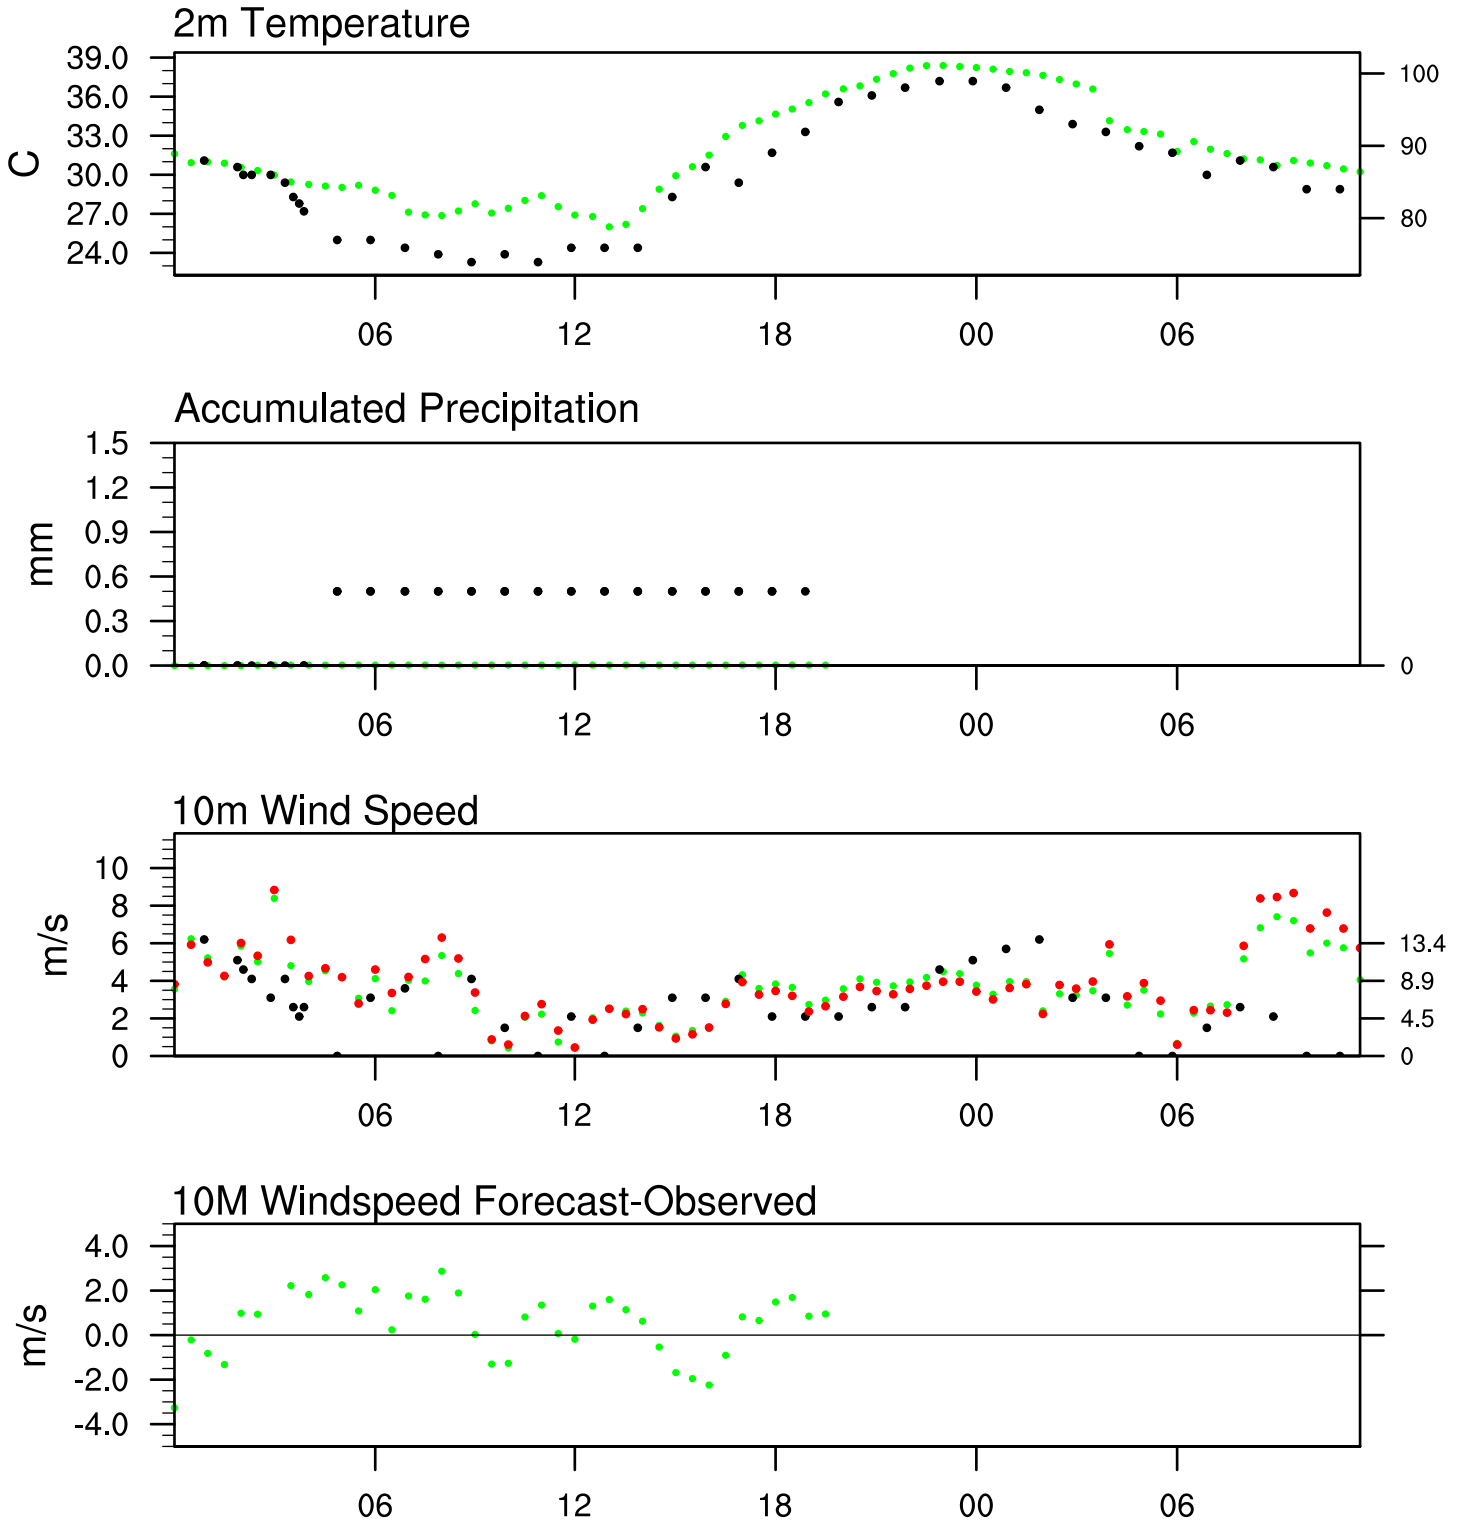 2m Temperature
39.0
36.0
33.0
30.0
27.0
24.0
C
100
90
80
06 12 18 00 06
Accumulated Precipitation
1.5
1.2
0.9
0.6
0.3
0.0
mm
0
06 12 18 00 06
10m Wind Speed
10
8
6
4
2
0
m/s
13.4
8.9
4.5
0
06 12 18 00 06
10M Windspeed Forecast-Observed
4.0
2.0
0.0
-2.0
-4.0
m/s
06 12 18 00 06